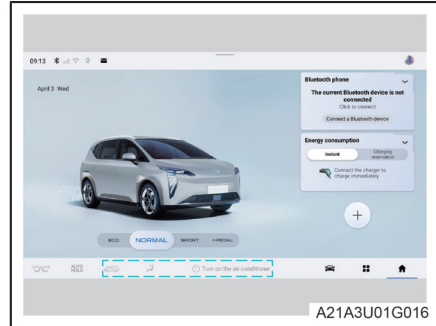 09:13
April 3 Wed
Bluetooth phone
The current Bluetooth device is not
connected
Click to connect
Connect a Bluetooth device
Energy consumption
Instant
Charging
reservation
Connect the charger to
charge immediately
ECO
NORMAL
SPORT
i-PEDAL
AUTO
HOLD
Turn on the air conditioner
A21A3U01G016